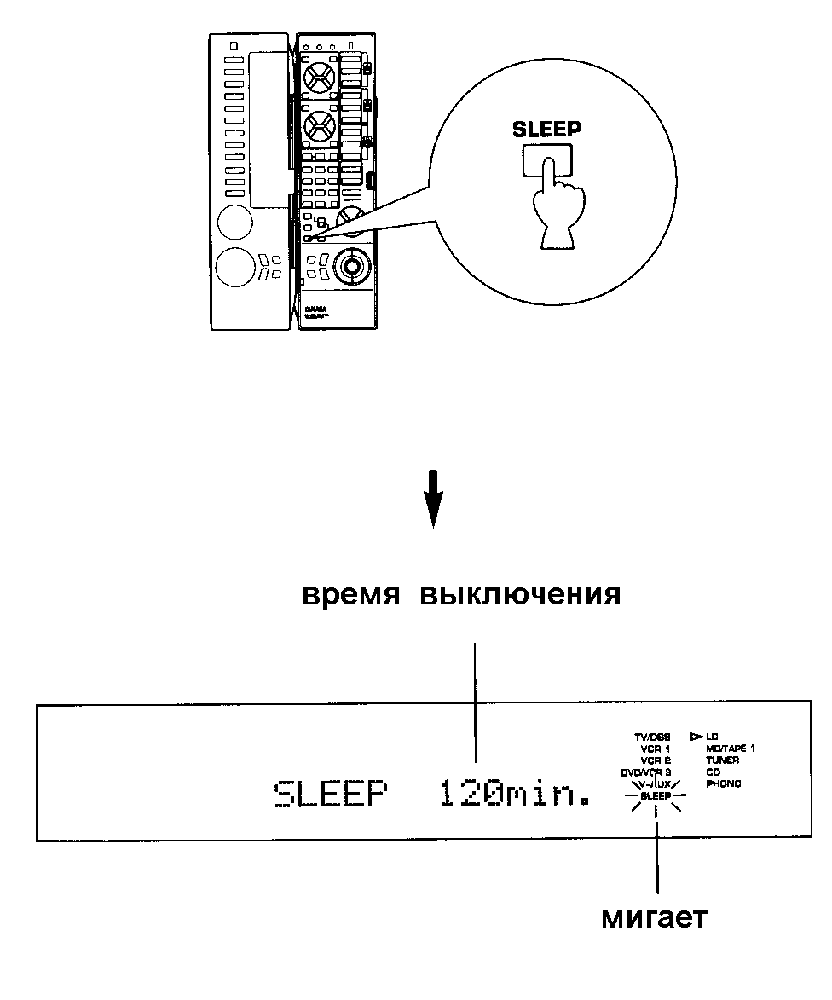 SLEEP
YAMAHA
время выключения
TV/DBS ▷ LD
VCR 1 MD/TAPE 1
VCR 2 TUNER
DVD/VCR 3 CD
V-AUX PHONO
SLEEP
SLEEP 120min.
мигает